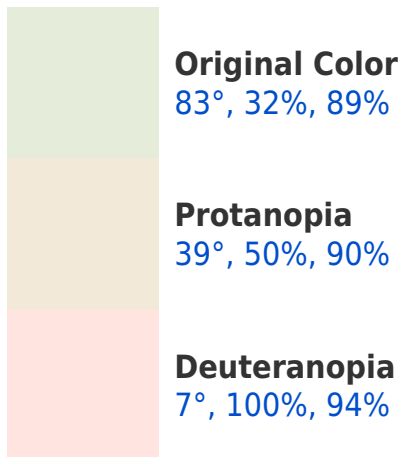 Original Color
83°, 32%, 89%
Protanopia
39°, 50%, 90%
Deuteranopia
7°, 100%, 94%